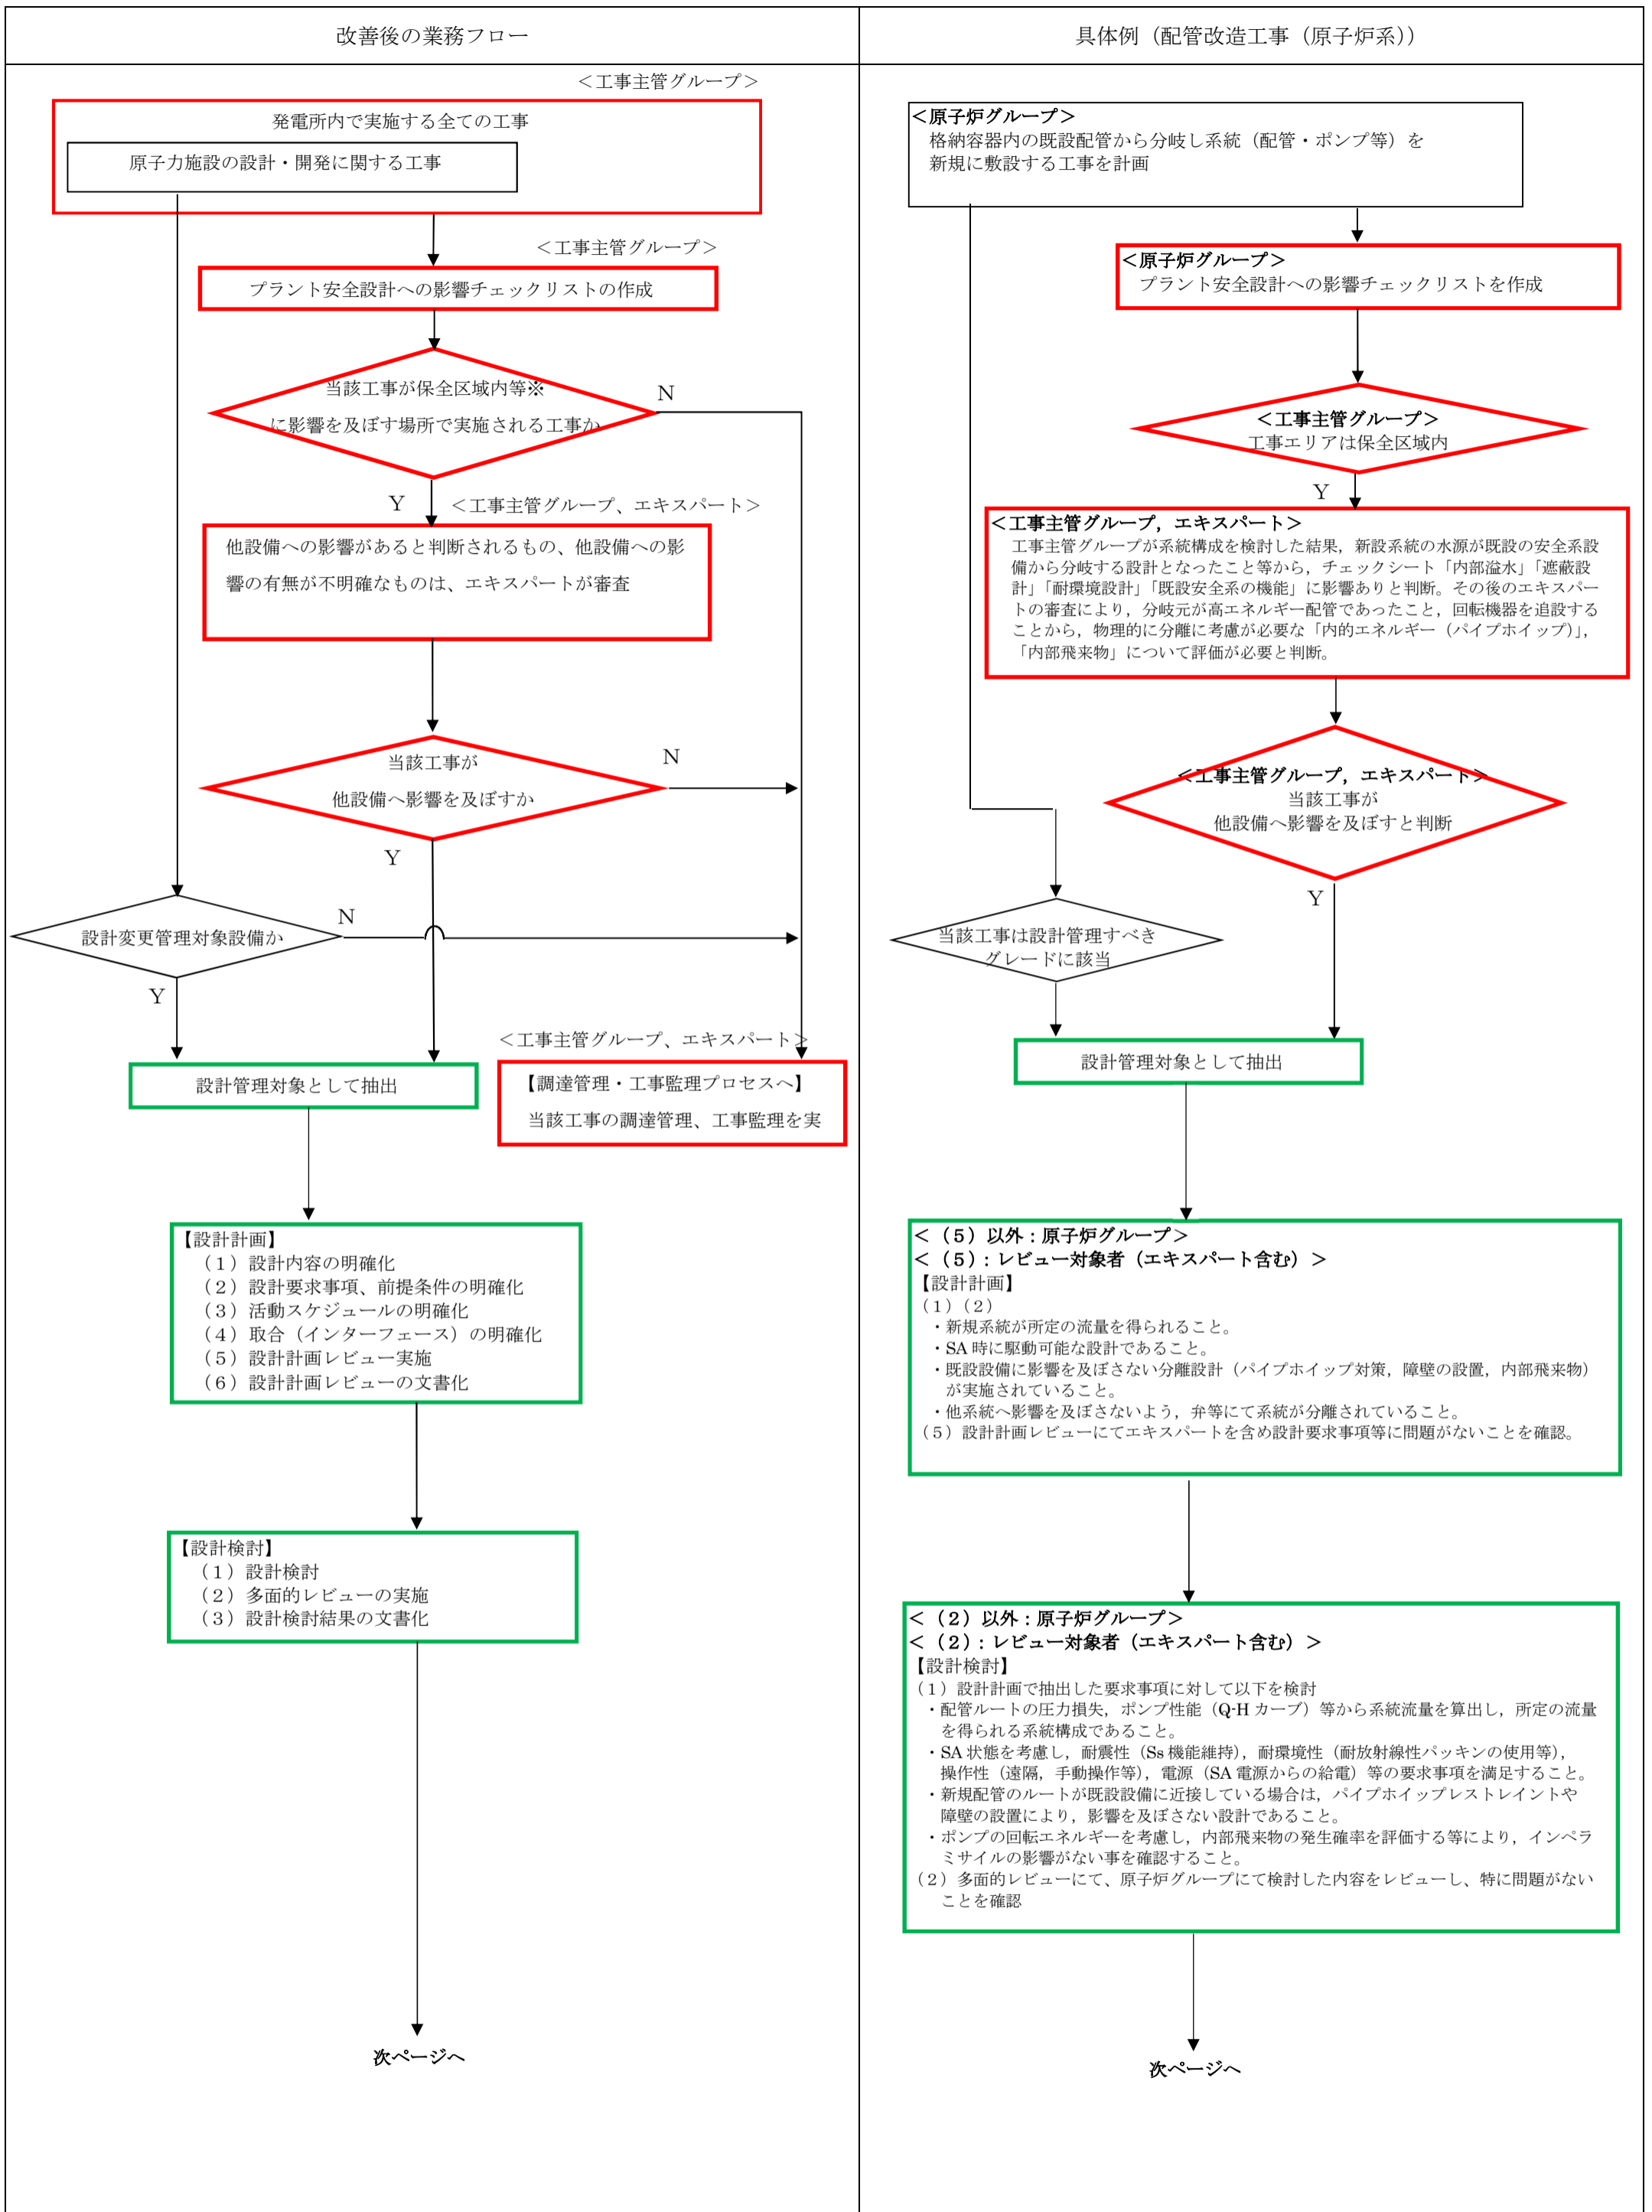 改善後の業務フロー
＜工事主管グループ＞
発電所内で実施する全ての工事
原子力施設の設計・開発に関する工事
＜工事主管グループ＞
プラント安全設計への影響チェックリストの作成
当該工事が保全区域内等※
に影響を及ぼす場所で実施される工事か
N
Y
＜工事主管グループ、エキスパート＞
他設備への影響があると判断されるもの、他設備への影
響の有無が不明確なものは、エキスパートが審査
当該工事が
他設備へ影響を及ぼすか
N
Y
設計変更管理対象設備か
N
Y
設計管理対象として抽出
＜工事主管グループ、エキスパート＞
【調達管理・工事監理プロセスへ】
当該工事の調達管理、工事監理を実
【設計計画】
（１）設計内容の明確化
（２）設計要求事項、前提条件の明確化
（３）活動スケジュールの明確化
（４）取合（インターフェース）の明確化
（５）設計計画レビュー実施
（６）設計計画レビューの文書化
【設計検討】
（１）設計検討
（２）多面的レビューの実施
（３）設計検討結果の文書化
次ページへ
具体例（配管改造工事（原子炉系））
＜原子炉グループ＞
格納容器内の既設配管から分岐し系統（配管・ポンプ等）を
新規に敷設する工事を計画
＜原子炉グループ＞
プラント安全設計への影響チェックリストを作成
＜工事主管グループ＞
工事エリアは保全区域内
Y
＜工事主管グループ，エキスパート＞
工事主管グループが系統構成を検討した結果，新設系統の水源が既設の安全系設
備から分岐する設計となったこと等から，チェックシート「内部溢水」「遮蔽設
計」「耐環境設計」「既設安全系の機能」に影響ありと判断。その後のエキスパー
トの審査により，分岐元が高エネルギー配管であったこと，回転機器を追設する
ことから，物理的に分離に考慮が必要な「内的エネルギー（パイプホイップ）」，
「内部飛来物」について評価が必要と判断。
＜工事主管グループ，エキスパート＞
当該工事が
他設備へ影響を及ぼすと判断
Y
当該工事は設計管理すべき
グレードに該当
設計管理対象として抽出
＜（５）以外：原子炉グループ＞
＜（５）：レビュー対象者（エキスパート含む）＞
【設計計画】
（１）（２）
・新規系統が所定の流量を得られること。
・SA 時に駆動可能な設計であること。
・既設設備に影響を及ぼさない分離設計（パイプホイップ対策，障壁の設置，内部飛来物）
が実施されていること。
・他系統へ影響を及ぼさないよう，弁等にて系統が分離されていること。
（５）設計計画レビューにてエキスパートを含め設計要求事項等に問題がないことを確認。
＜（２）以外：原子炉グループ＞
＜（２）：レビュー対象者（エキスパート含む）＞
【設計検討】
（１）設計計画で抽出した要求事項に対して以下を検討
・配管ルートの圧力損失，ポンプ性能（Q-H カーブ）等から系統流量を算出し，所定の流量
を得られる系統構成であること。
・SA 状態を考慮し，耐震性（Ss 機能維持），耐環境性（耐放射線性パッキンの使用等），
操作性（遠隔，手動操作等），電源（SA 電源からの給電）等の要求事項を満足すること。
・新規配管のルートが既設設備に近接している場合は，パイプホイップレストレイントや
障壁の設置により，影響を及ぼさない設計であること。
・ポンプの回転エネルギーを考慮し，内部飛来物の発生確率を評価する等により，インペラ
ミサイルの影響がない事を確認すること。
（２）多面的レビューにて、原子炉グループにて検討した内容をレビューし、特に問題がない
ことを確認
次ページへ